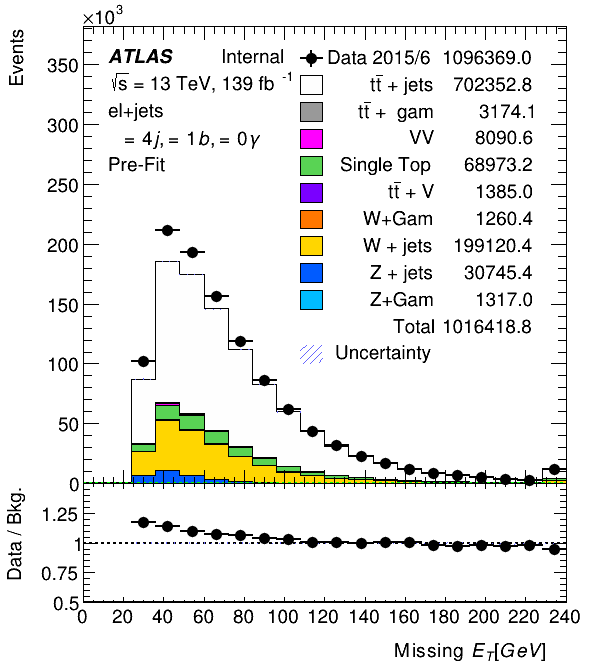 ×10³
Events
ATLAS Internal
√s = 13 TeV, 139 fb⁻¹
el+jets
= 4j, = 1b, = 0γ
Pre-Fit
Data 2015/6 1096369.0
tt̄ + jets 702352.8
tt̄ + gam 3174.1
VV 8090.6
Single Top 68973.2
tt̄ + V 1385.0
W+Gam 1260.4
W + jets 199120.4
Z + jets 30745.4
Z+Gam 1317.0
Total 1016418.8
Uncertainty
350
300
250
200
150
100
50
0
Data / Bkg.
1.25
1
0.75
0.5
0 20 40 60 80 100 120 140 160 180 200 220 240
Missing E_T[GeV]